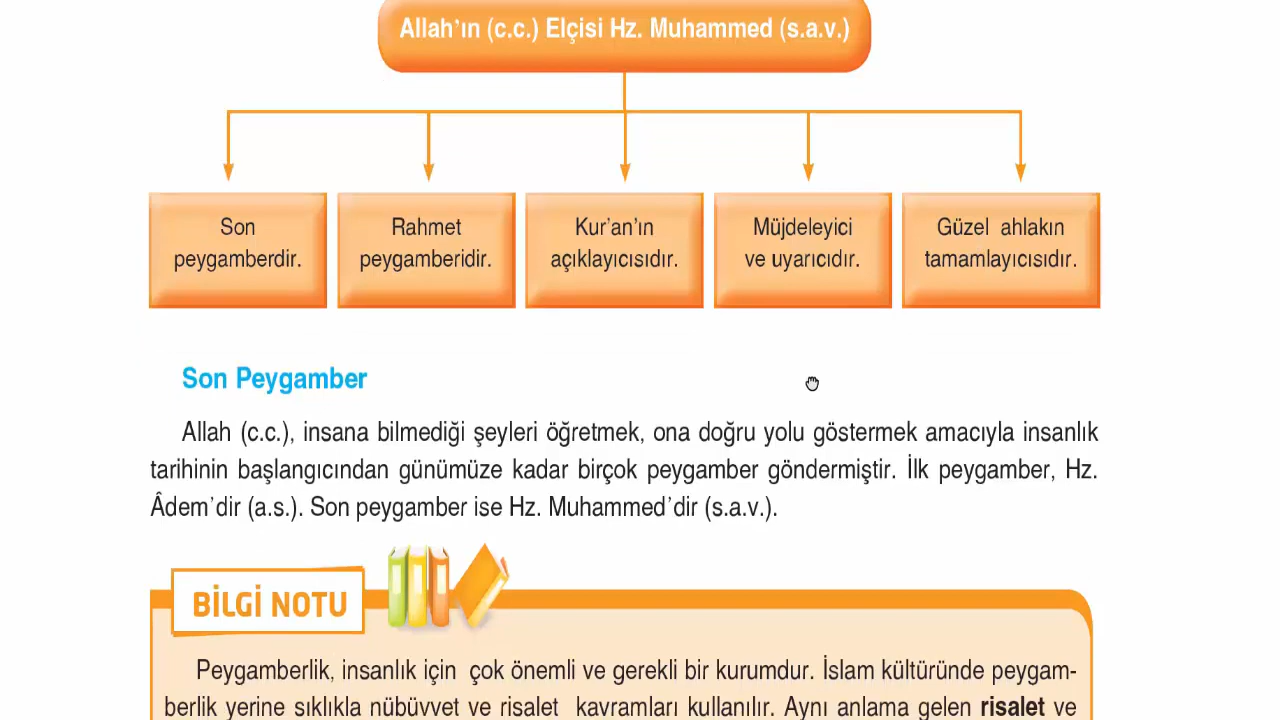 Allah'ın (c.c.) Elçisi Hz. Muhammed (s.a.v.)
Son
peygamberdir.
Rahmet
peygamberidir.
Kur'an'ın
açıklayıcısıdır.
Müjdeleyici
ve uyarıcıdır.
Güzel ahlakın
tamamlayıcısıdır.
Son Peygamber
Allah (c.c.), insana bilmediği şeyleri öğretmek, ona doğru yolu göstermek amacıyla insanlık
tarihinin başlangıcından günümüze kadar birçok peygamber göndermiştir. İlk peygamber, Hz.
Âdem'dir (a.s.). Son peygamber ise Hz. Muhammed'dir (s.a.v.).
BİLGİ NOTU
Peygamberlik, insanlık için çok önemli ve gerekli bir kurumdur. İslam kültüründe peygam-
berlik yerine sıklıkla nübüvvet ve risalet kavramları kullanılır. Aynı anlama gelen risalet ve